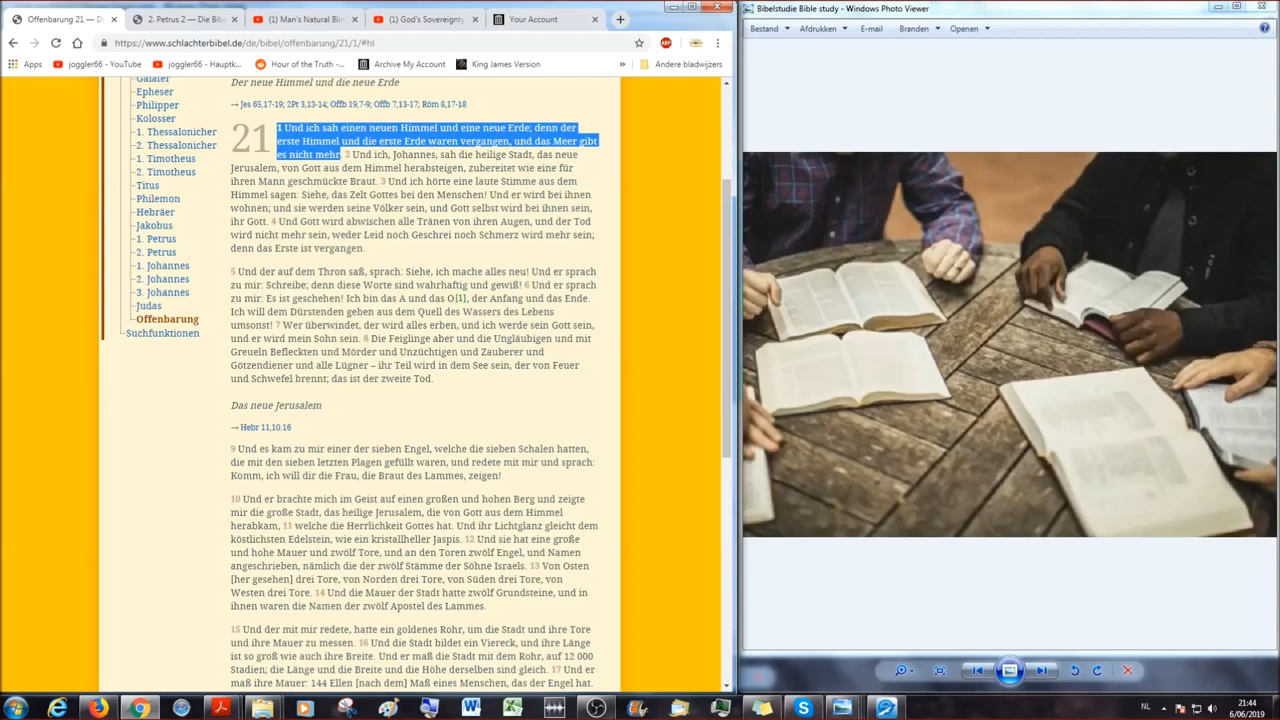 Offenbarung 21 — Da
2. Petrus 2 — Die Bib
(1) Man's Natural Blin
(1) God's Sovereignty
Your Account
https://www.schlachterbibel.de/de/bibel/offenbarung/21/1/#hl
Apps
joggler66 - YouTube
joggler66 - Hauptk...
Hour of the Truth -...
Archive My Account
King James Version
»
Andere bladwijzers
Galater
Epheser
Philipper
Kolosser
1. Thessalonicher
2. Thessalonicher
1. Timotheus
2. Timotheus
Titus
Philemon
Hebräer
Jakobus
1. Petrus
2. Petrus
1. Johannes
2. Johannes
3. Johannes
Judas
Offenbarung
Suchfunktionen
Der neue Himmel und die neue Erde
→ Jes 65,17-19; 2Pt 3,13-14; Offb 19,7-9; Offb 7,13-17; Röm 8,17-18
21 1 Und ich sah einen neuen Himmel und eine neue Erde; denn der
erste Himmel und die erste Erde waren vergangen, und das Meer gibt
es nicht mehr. 2 Und ich, Johannes, sah die heilige Stadt, das neue
Jerusalem, von Gott aus dem Himmel herabsteigen, zubereitet wie eine für
ihren Mann geschmückte Braut. 3 Und ich hörte eine laute Stimme aus dem
Himmel sagen: Siehe, das Zelt Gottes bei den Menschen! Und er wird bei ihnen
wohnen; und sie werden seine Völker sein, und Gott selbst wird bei ihnen sein,
ihr Gott. 4 Und Gott wird abwischen alle Tränen von ihren Augen, und der Tod
wird nicht mehr sein, weder Leid noch Geschrei noch Schmerz wird mehr sein;
denn das Erste ist vergangen.
5 Und der auf dem Thron saß, sprach: Siehe, ich mache alles neu! Und er sprach
zu mir: Schreibe; denn diese Worte sind wahrhaftig und gewiß! 6 Und er sprach
zu mir: Es ist geschehen! Ich bin das A und das O[1], der Anfang und das Ende.
Ich will dem Dürstenden geben aus dem Quell des Wassers des Lebens
umsonst! 7 Wer überwindet, der wird alles erben, und ich werde sein Gott sein,
und er wird mein Sohn sein. 8 Die Feiglinge aber und die Ungläubigen und mit
Greueln Befleckten und Mörder und Unzüchtigen und Zauberer und
Götzendiener und alle Lügner – ihr Teil wird in dem See sein, der von Feuer
und Schwefel brennt; das ist der zweite Tod.
Das neue Jerusalem
→ Hebr 11,10.16
9 Und es kam zu mir einer der sieben Engel, welche die sieben Schalen hatten,
die mit den sieben letzten Plagen gefüllt waren, und redete mit mir und sprach:
Komm, ich will dir die Frau, die Braut des Lammes, zeigen!
10 Und er brachte mich im Geist auf einen großen und hohen Berg und zeigte
mir die große Stadt, das heilige Jerusalem, die von Gott aus dem Himmel
herabkam, 11 welche die Herrlichkeit Gottes hat. Und ihr Lichtglanz gleicht dem
köstlichsten Edelstein, wie ein kristallheller Jaspis. 12 Und sie hat eine große
und hohe Mauer und zwölf Tore, und an den Toren zwölf Engel, und Namen
angeschrieben, nämlich die der zwölf Stämme der Söhne Israels. 13 Von Osten
[her gesehen] drei Tore, von Norden drei Tore, von Süden drei Tore, von
Westen drei Tore. 14 Und die Mauer der Stadt hatte zwölf Grundsteine, und in
ihnen waren die Namen der zwölf Apostel des Lammes.
15 Und der mit mir redete, hatte ein goldenes Rohr, um die Stadt und ihre Tore
und ihre Mauer zu messen. 16 Und die Stadt bildet ein Viereck, und ihre Länge
ist so groß wie auch ihre Breite. Und er maß die Stadt mit dem Rohr, auf 12 000
Stadien; die Länge und die Breite und die Höhe derselben sind gleich. 17 Und er
maß ihre Mauer: 144 Ellen [nach dem] Maß eines Menschen, das der Engel hat.
Bibelstudie Bible study - Windows Photo Viewer
Bestand
Afdrukken
E-mail
Branden
Openen
NL
21:44
6/06/2019